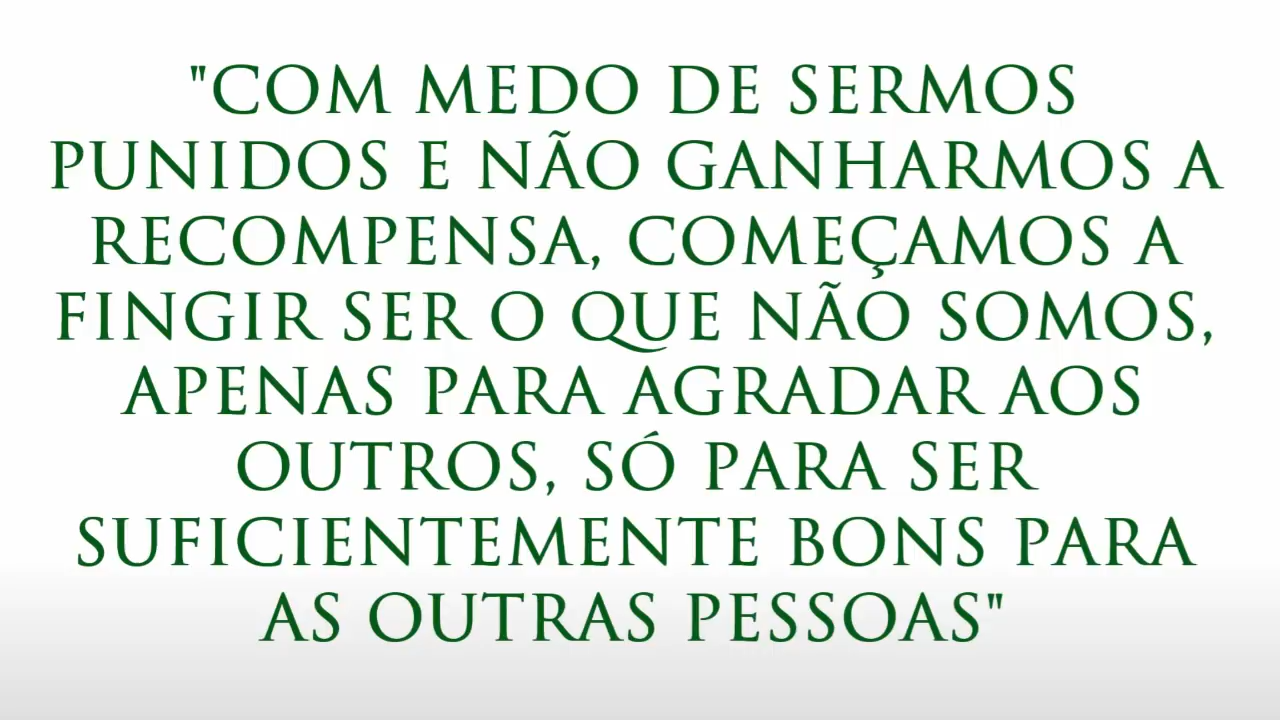 "COM MEDO DE SERMOS
PUNIDOS E NÃO GANHARMOS A
RECOMPENSA, COMEÇAMOS A
FINGIR SER O QUE NÃO SOMOS,
APENAS PARA AGRADAR AOS
OUTROS, SÓ PARA SER
SUFICIENTEMENTE BONS PARA
AS OUTRAS PESSOAS"